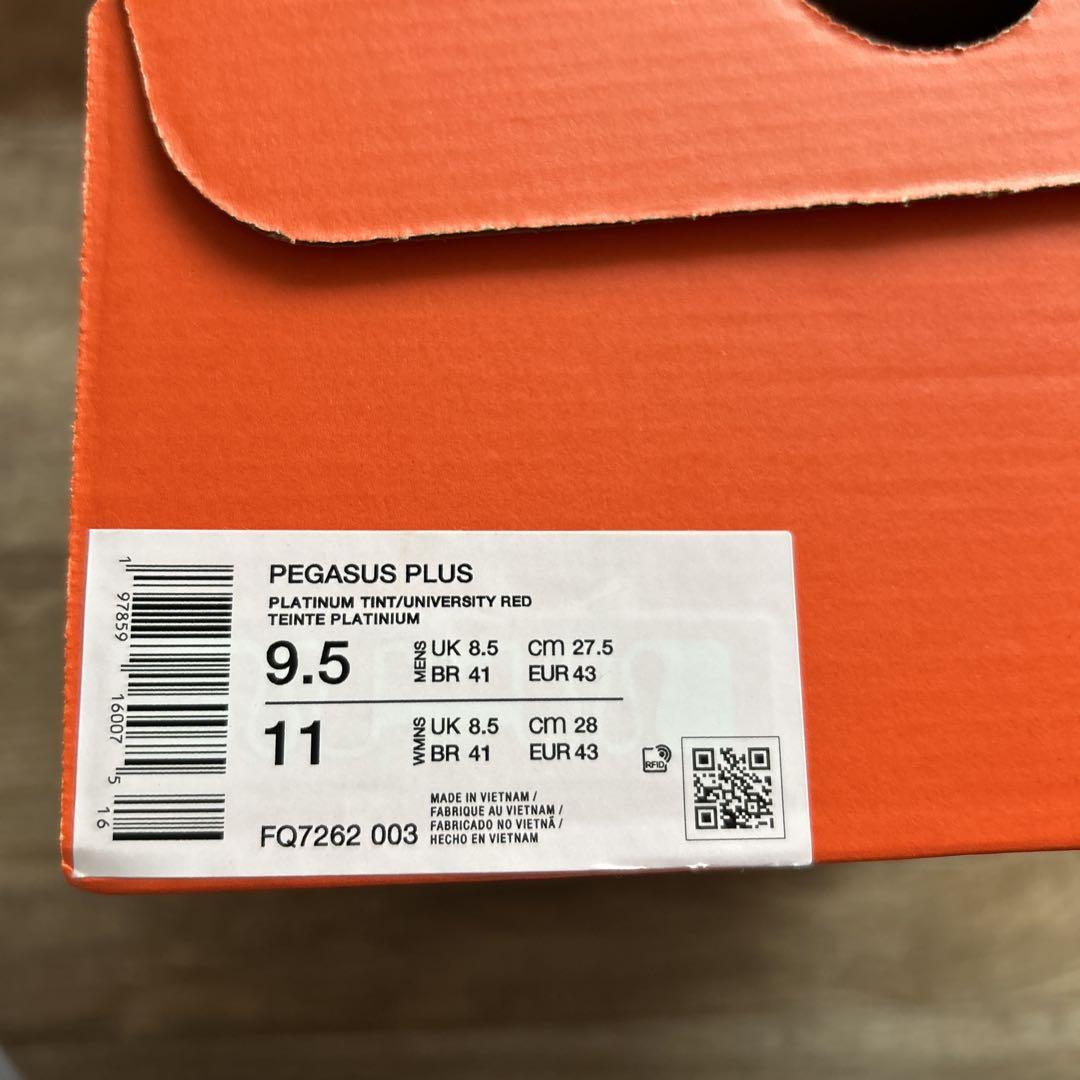 PEGASUS PLUS
PLATINUM TINT/UNIVERSITY RED
TEINTE PLATINIUM
9.5 MENS UK 8.5 cm 27.5
BR 41 EUR 43
11 WMNS UK 8.5 cm 28
BR 41 EUR 43
RFID
MADE IN VIETNAM /
FABRIQUE AU VIETNAM /
FABRICADO NO VIETNÃ /
HECHO EN VIETNAM
FQ7262 003
1 97859 16007 5 16